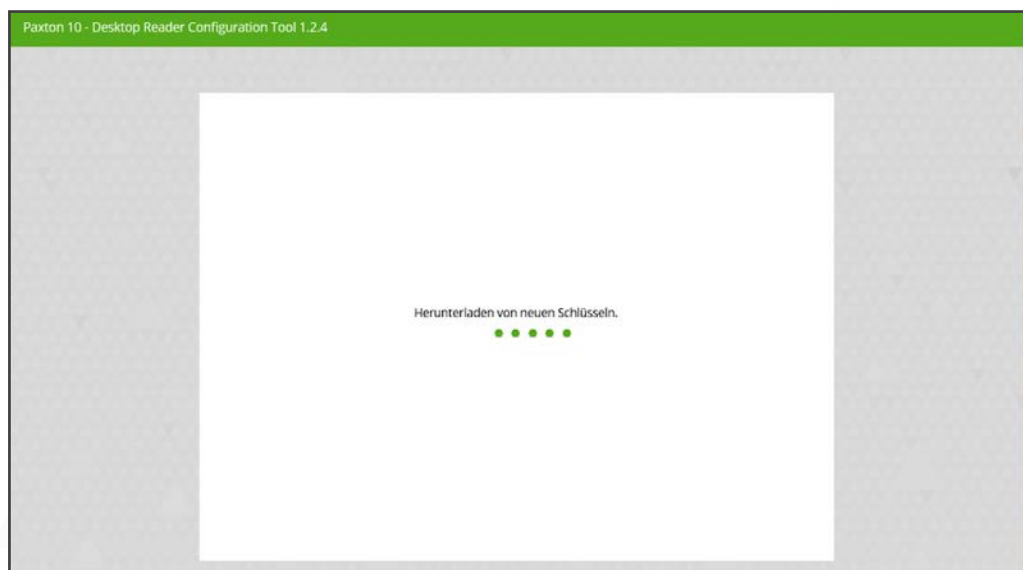 Paxton 10 - Desktop Reader Configuration Tool 1.2.4
Herunterladen von neuen Schlüsseln.